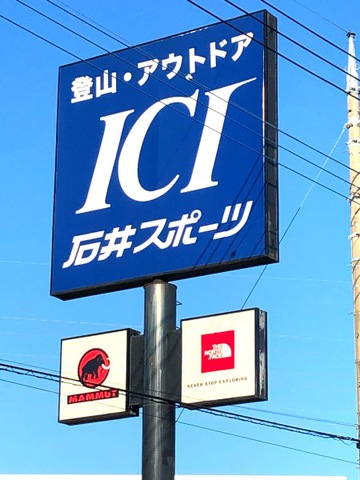 登山・アウトドア
ICI
石井スポーツ
MAMMUT
THE
NORTH
FACE
NEVER STOP EXPLORING